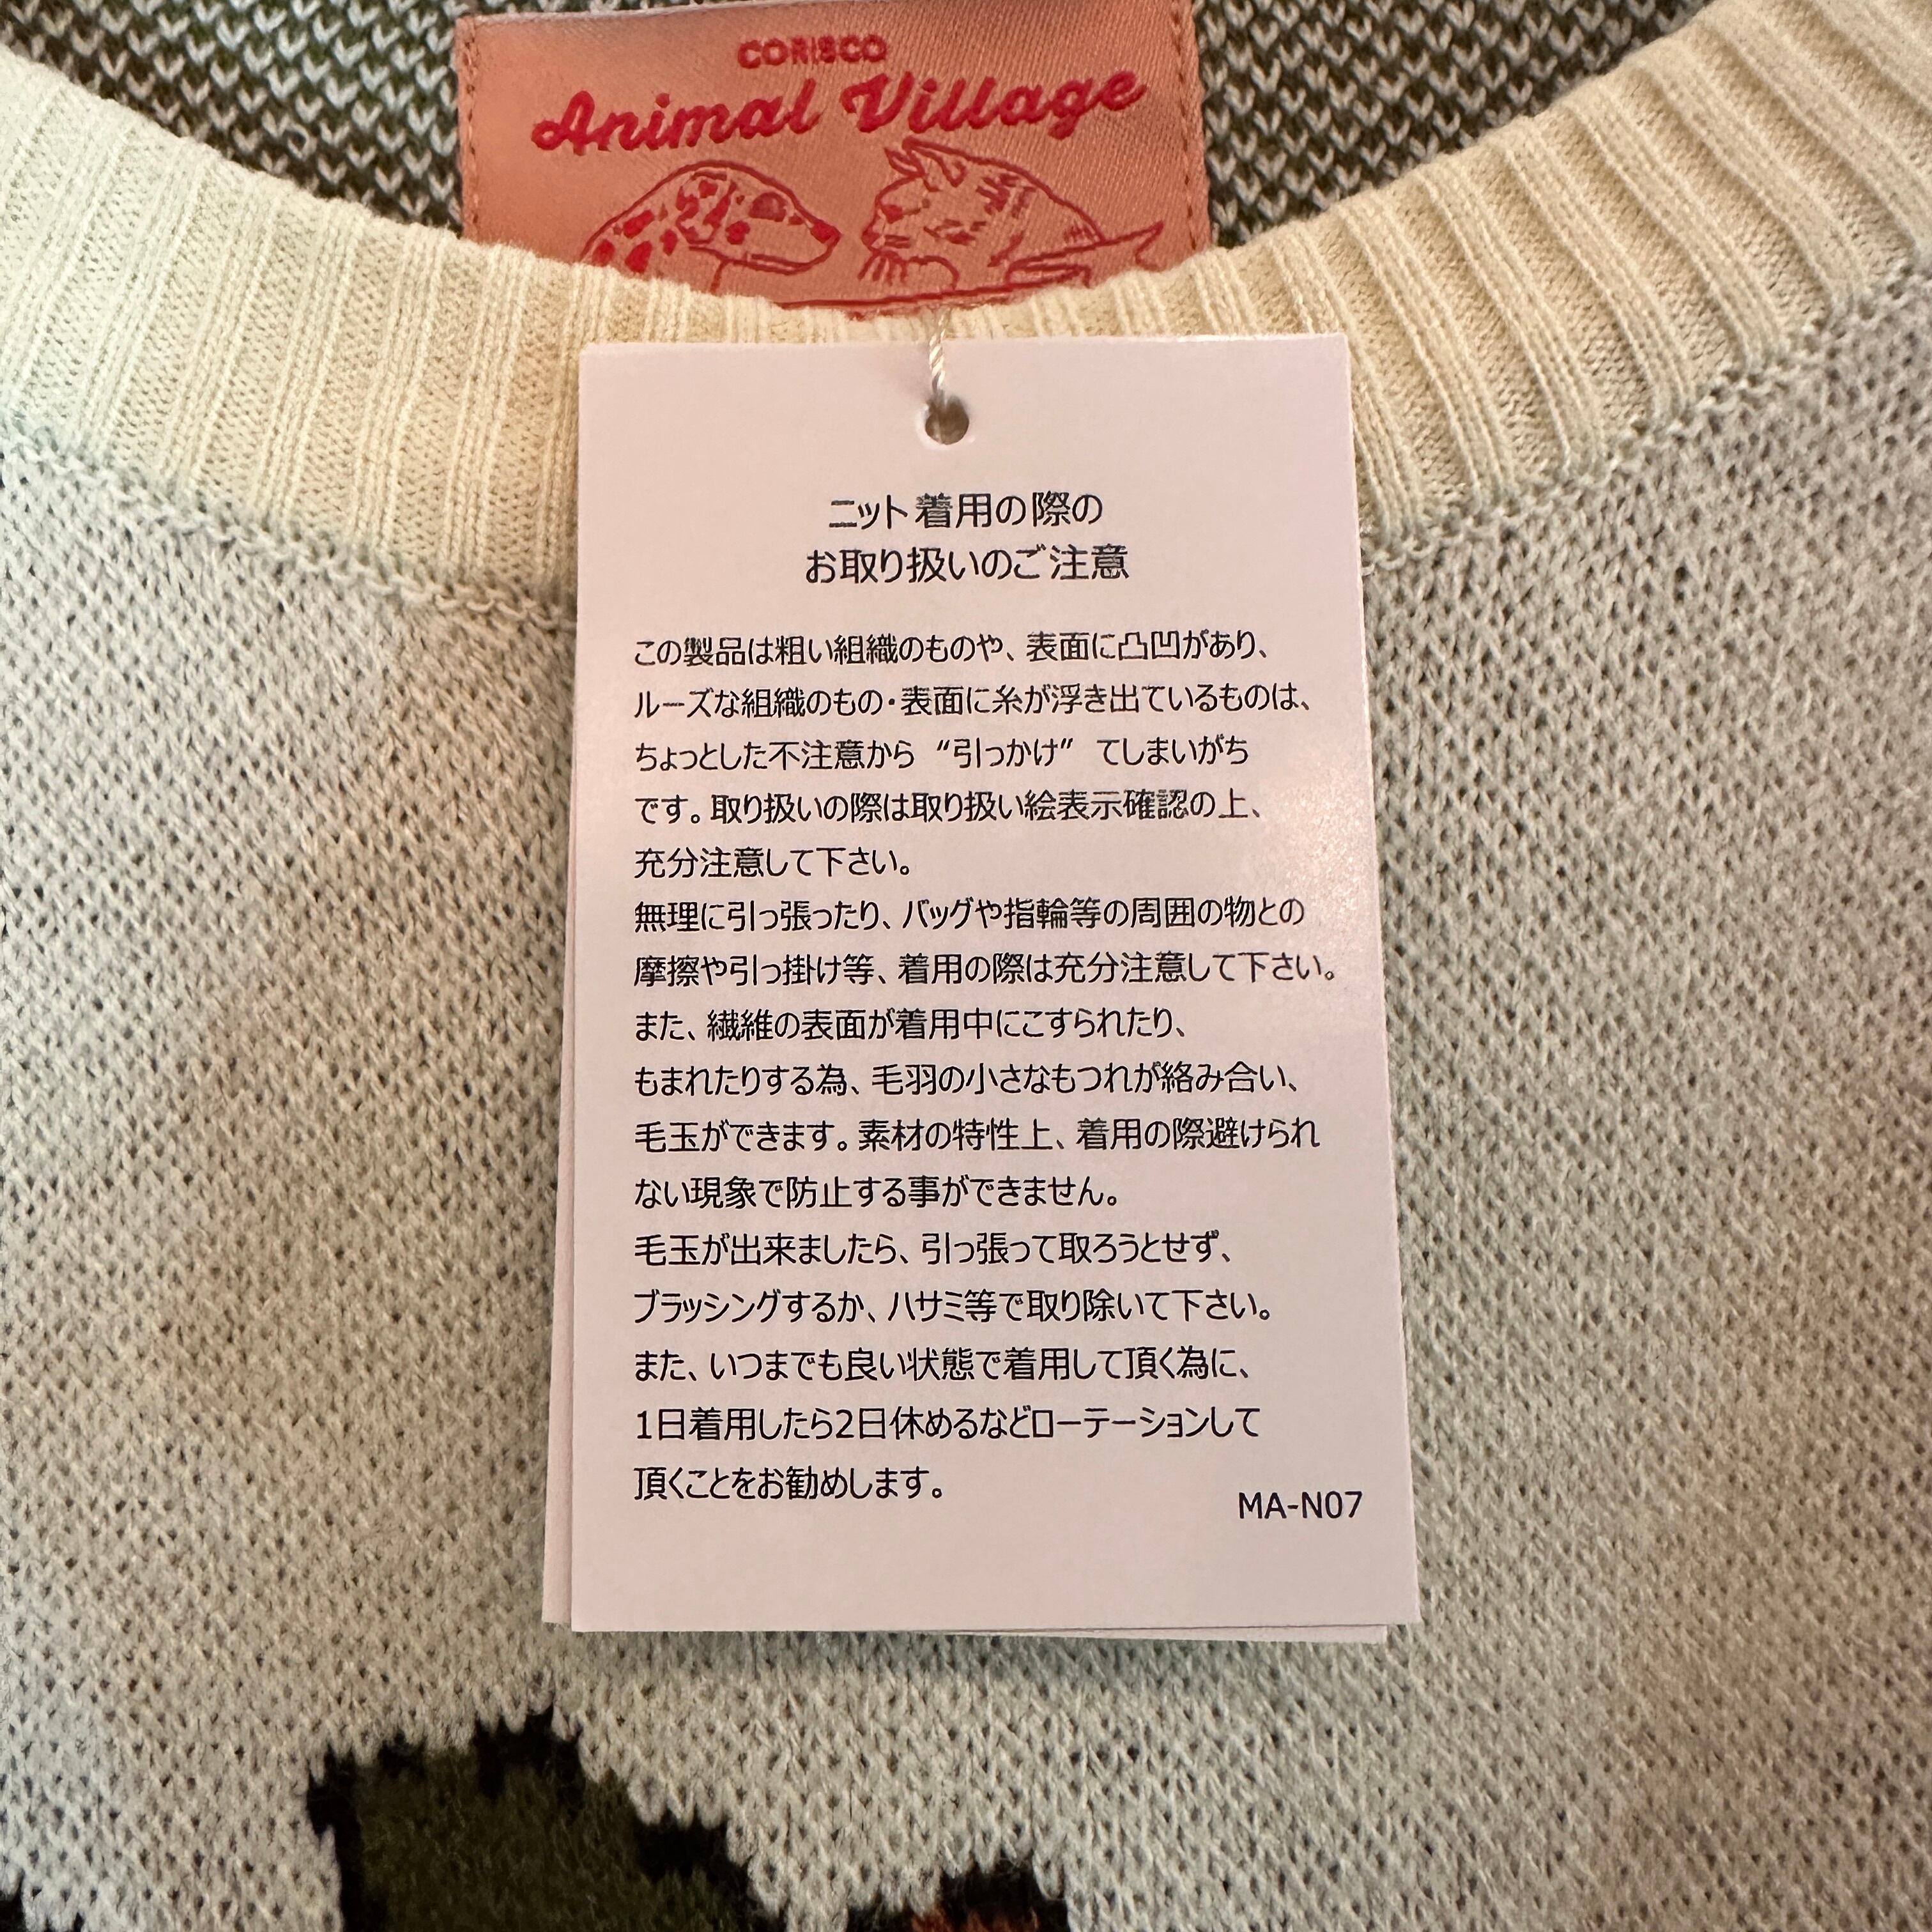 CORISCO
Animal Village
ニット着用の際の
お取り扱いのご注意
この製品は粗い組織のものや、表面に凸凹があり、
ルーズな組織のもの・表面に糸が浮き出ているものは、
ちょっとした不注意から “引っかけ” てしまいがち
です。取り扱いの際は取り扱い絵表示確認の上、
充分注意して下さい。
無理に引っ張ったり、バッグや指輪等の周囲の物との
摩擦や引っ掛け等、着用の際は充分注意して下さい。
また、繊維の表面が着用中にこすられたり、
もまれたりする為、毛羽の小さなもつれが絡み合い、
毛玉ができます。素材の特性上、着用の際避けられ
ない現象で防止する事ができません。
毛玉が出来ましたら、引っ張って取ろうとせず、
ブラッシングするか、ハサミ等で取り除いて下さい。
また、いつまでも良い状態で着用して頂く為に、
1日着用したら2日休めるなどローテーションして
頂くことをお勧めします。
MA-N07